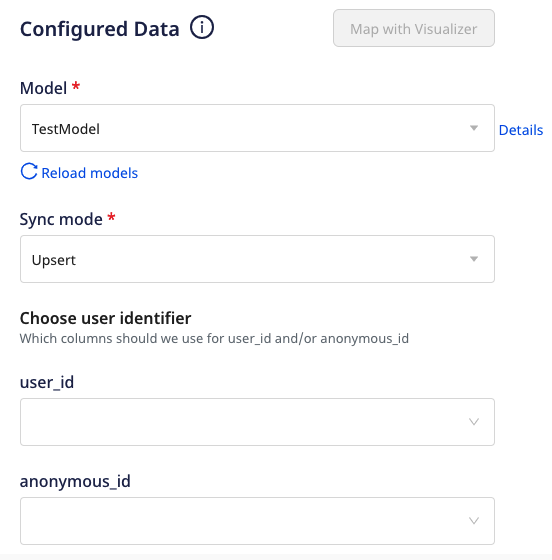 Configured Data
Map with Visualizer
Model *
TestModel
Details
Reload models
Sync mode *
Upsert
Choose user identifier
Which columns should we use for user_id and/or anonymous_id
user_id
anonymous_id